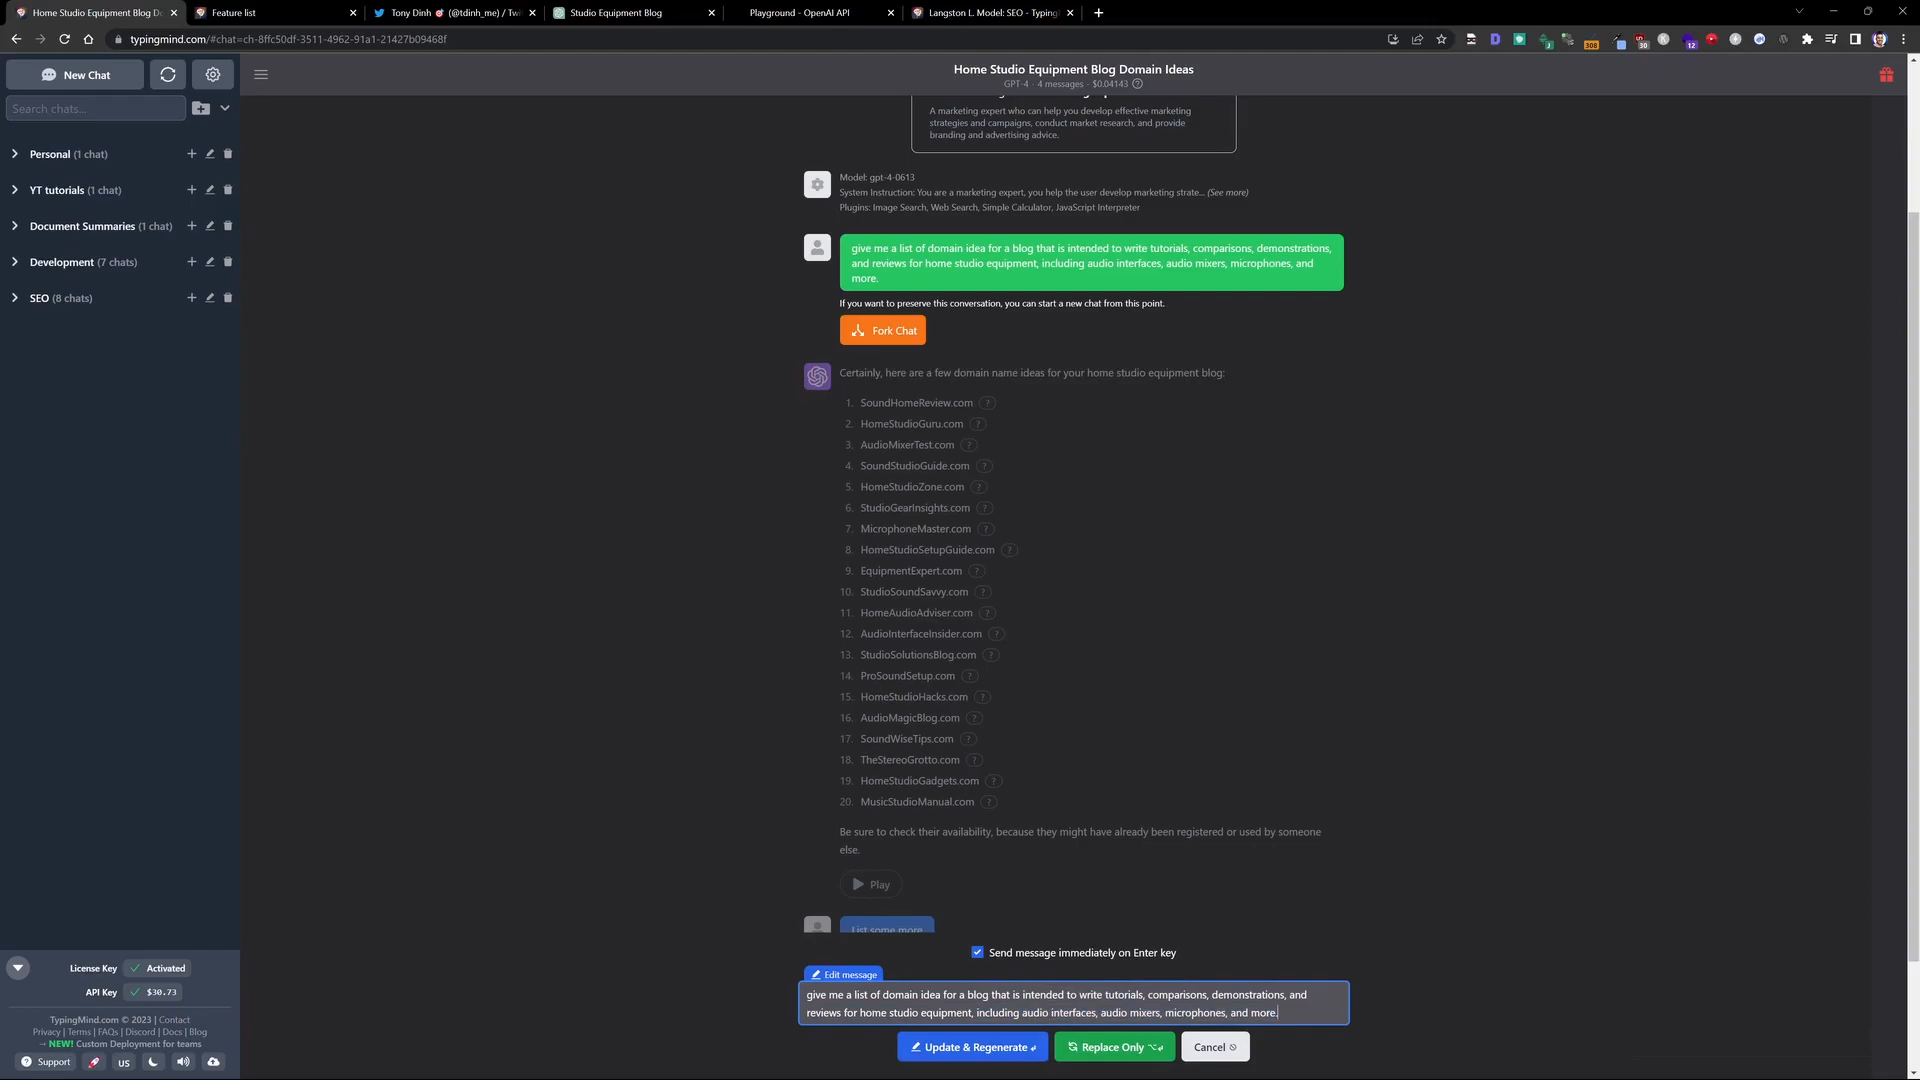 Home Studio Equipment Blog Do
Feature list
Tony Dinh (@tdinh_me) / Twi
Studio Equipment Blog
Playground - OpenAI API
Langston L. Model: SEO - Typing
typingmind.com/#chat=ch-8ffc50df-3511-4962-91a1-21427b09468f
308
30
12
New Chat
Search chats...
Personal (1 chat)
YT tutorials (1 chat)
Document Summaries (1 chat)
Development (7 chats)
SEO (8 chats)
Home Studio Equipment Blog Domain Ideas
GPT-4 - 4 messages - $0.04143
A marketing expert who can help you develop effective marketing
strategies and campaigns, conduct market research, and provide
branding and advertising advice.
Model: gpt-4-0613
System Instruction: You are a marketing expert, you help the user develop marketing strate... (See more)
Plugins: Image Search, Web Search, Simple Calculator, JavaScript Interpreter
give me a list of domain idea for a blog that is intended to write tutorials, comparisons, demonstrations,
and reviews for home studio equipment, including audio interfaces, audio mixers, microphones, and
more.
If you want to preserve this conversation, you can start a new chat from this point.
Fork Chat
Certainly, here are a few domain name ideas for your home studio equipment blog:
1. SoundHomeReview.com ?
2. HomeStudioGuru.com ?
3. AudioMixerTest.com ?
4. SoundStudioGuide.com ?
5. HomeStudioZone.com ?
6. StudioGearInsights.com ?
7. MicrophoneMaster.com ?
8. HomeStudioSetupGuide.com ?
9. EquipmentExpert.com ?
10. StudioSoundSavvy.com ?
11. HomeAudioAdviser.com ?
12. AudioInterfaceInsider.com ?
13. StudioSolutionsBlog.com ?
14. ProSoundSetup.com ?
15. HomeStudioHacks.com ?
16. AudioMagicBlog.com ?
17. SoundWiseTips.com ?
18. TheStereoGrotto.com ?
19. HomeStudioGadgets.com ?
20. MusicStudioManual.com ?
Be sure to check their availability, because they might have already been registered or used by someone
else.
Play
List some more
Send message immediately on Enter key
Edit message
give me a list of domain idea for a blog that is intended to write tutorials, comparisons, demonstrations, and
reviews for home studio equipment, including audio interfaces, audio mixers, microphones, and more.
Update & Regenerate
Replace Only
Cancel
License Key Activated
API Key $30.73
TypingMind.com © 2023 | Contact
Privacy | Terms | FAQs | Discord | Docs | Blog
→ NEW! Custom Deployment for teams
Support
US